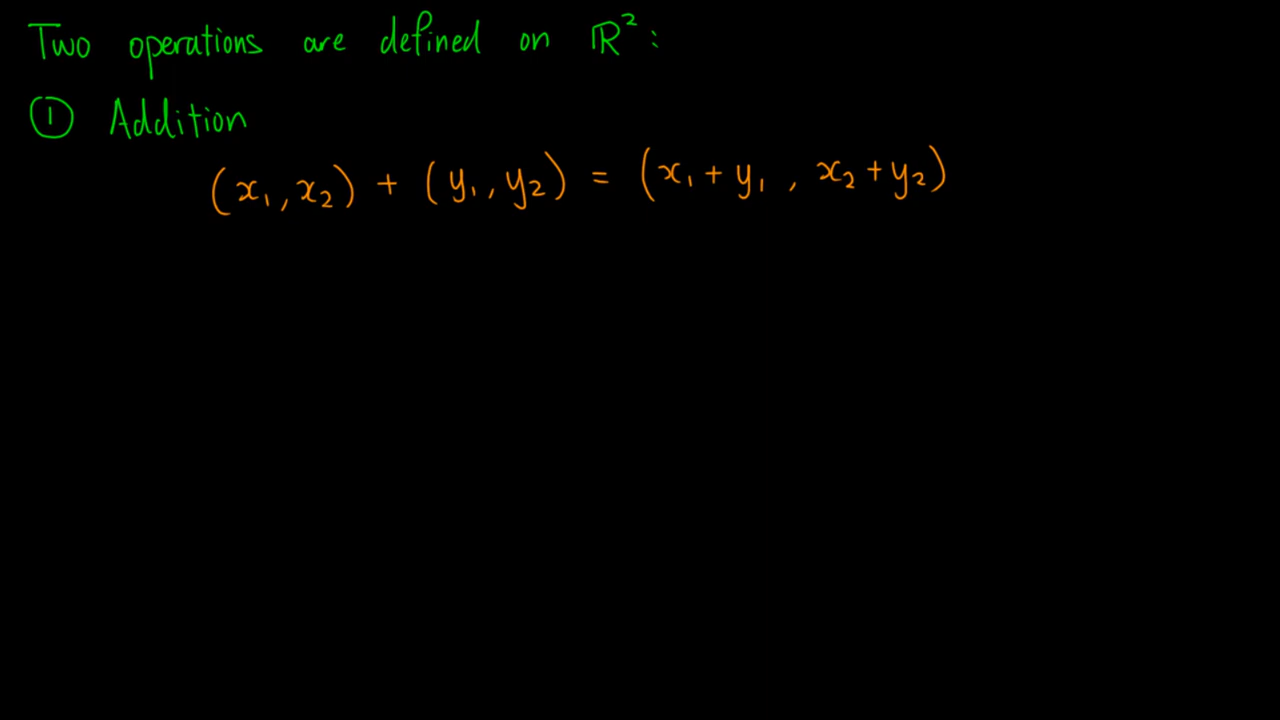 Two operations are defined on ℝ²:
① Addition
(x₁, x₂) + (y₁, y₂) = (x₁ + y₁, x₂ + y₂)